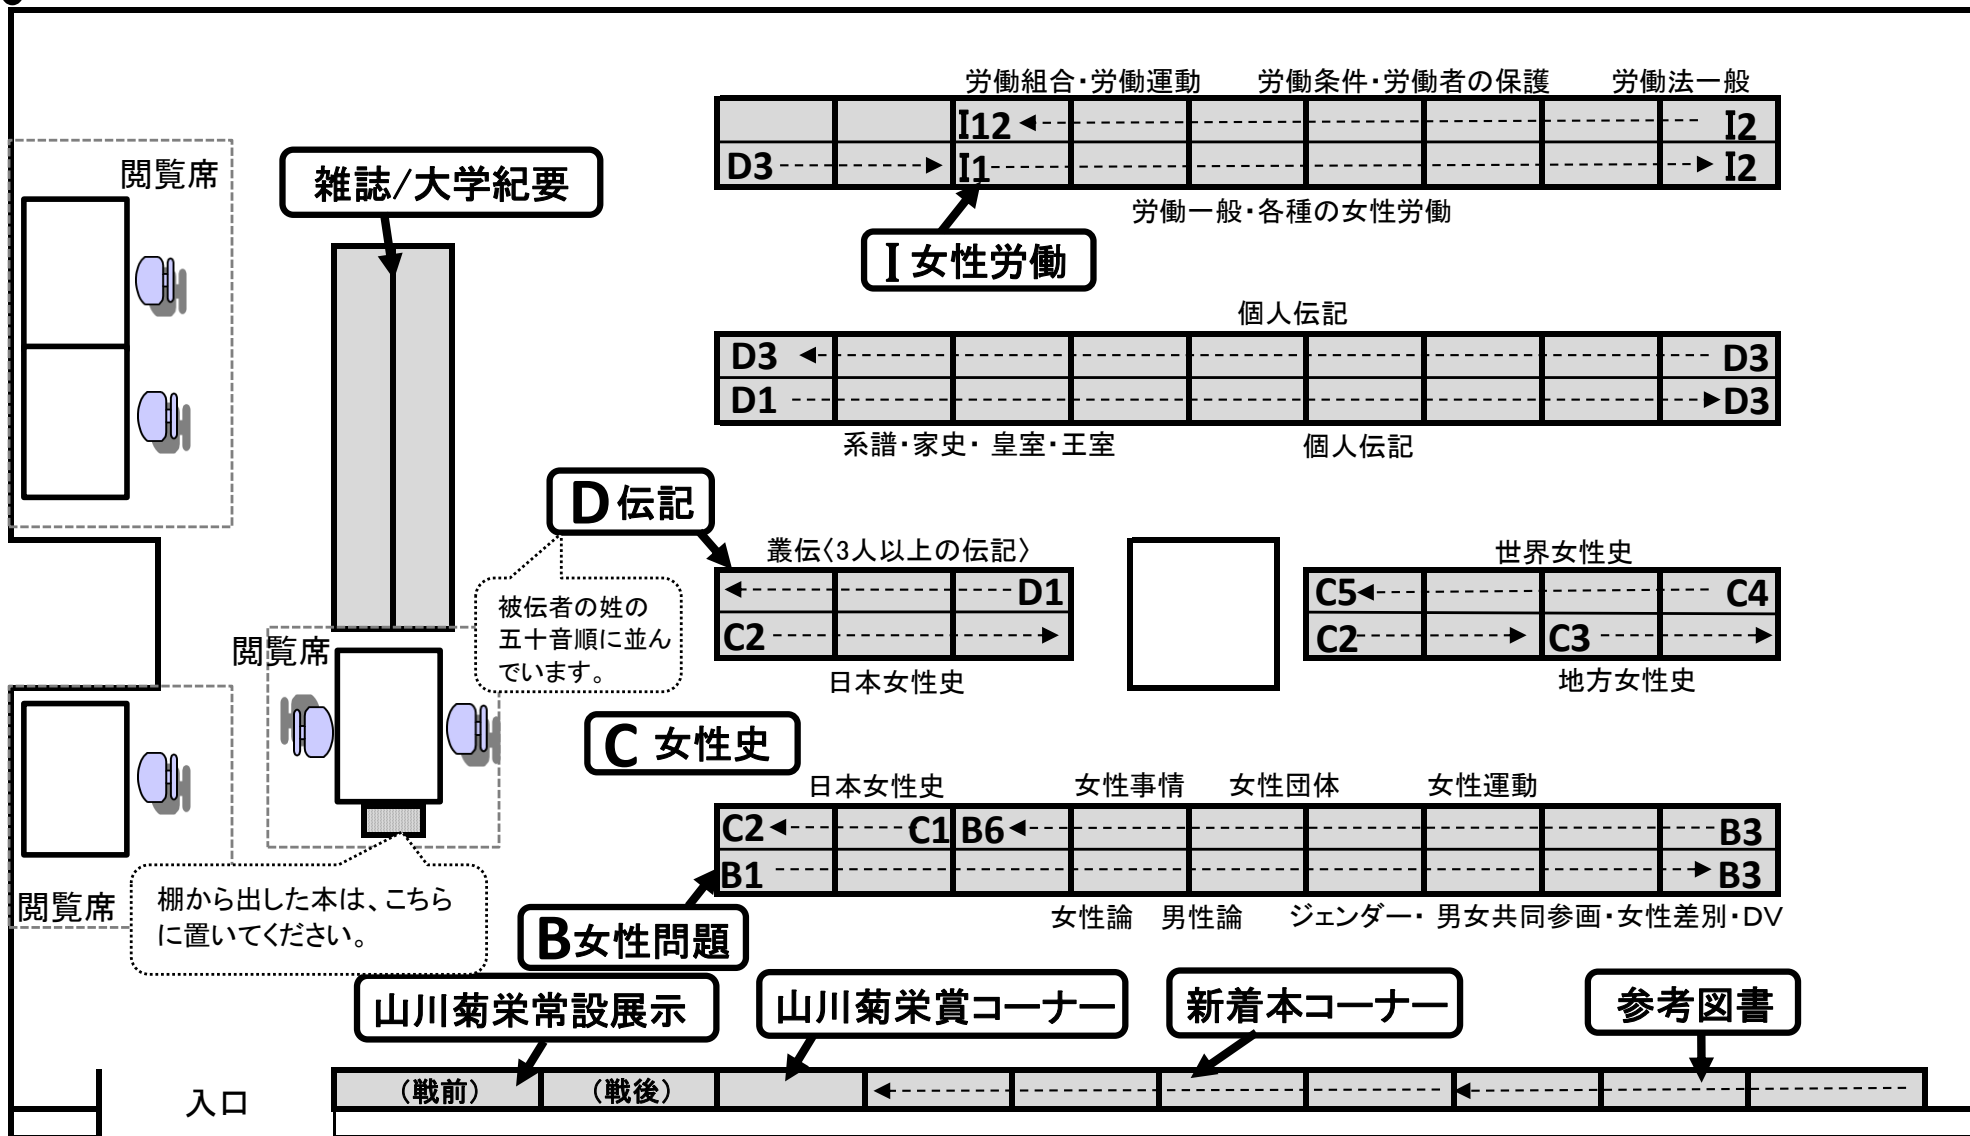 労働組合・労働運動
労働条件・労働者の保護
労働法一般
I12
I2
D3
I1
I2
労働一般・各種の女性労働
I 女性労働
閲覧席
雑誌/大学紀要
個人伝記
D3
D3
D1
D3
系譜・家史・ 皇室・王室
個人伝記
D 伝記
被伝者の姓の
五十音順に並ん
でいます。
叢伝〈3人以上の伝記〉
D1
C2
日本女性史
世界女性史
C5
C4
C2
C3
地方女性史
閲覧席
C 女性史
日本女性史
女性事情
女性団体
女性運動
C2
C1
B6
B3
B1
B3
女性論
男性論
ジェンダー・ 男女共同参画・女性差別・DV
B女性問題
閲覧席
棚から出した本は、こちら
に置いてください。
山川菊栄常設展示
山川菊栄賞コーナー
新着本コーナー
参考図書
入口
（戦前）
（戦後）